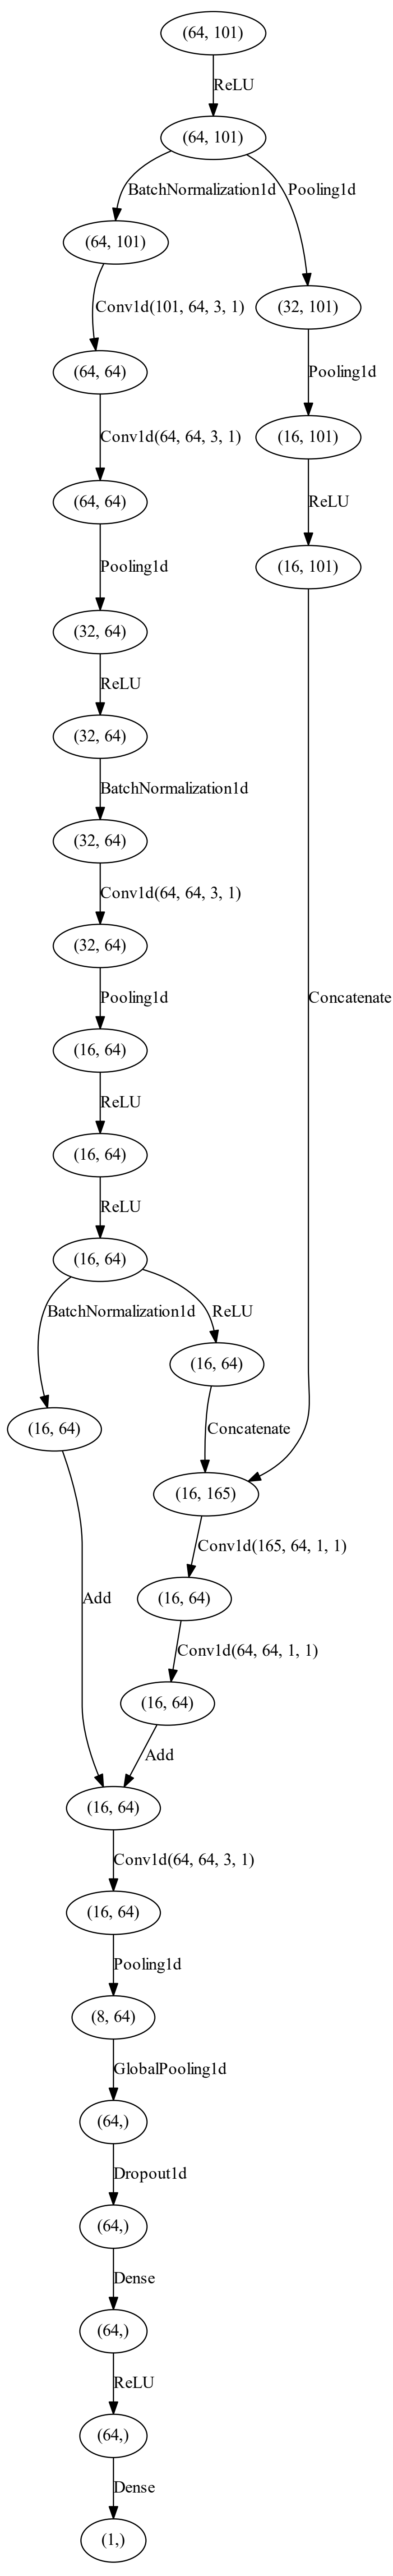 (64, 101)
ReLU
(64, 101)
BatchNormalization1d
Pooling1d
(64, 101)
(32, 101)
Conv1d(101, 64, 3, 1)
Pooling1d
(64, 64)
(16, 101)
Conv1d(64, 64, 3, 1)
ReLU
(64, 64)
(16, 101)
Pooling1d
(32, 64)
ReLU
(32, 64)
BatchNormalization1d
(32, 64)
Conv1d(64, 64, 3, 1)
(32, 64)
Pooling1d
Concatenate
(16, 64)
ReLU
(16, 64)
ReLU
(16, 64)
BatchNormalization1d
ReLU
(16, 64)
(16, 64)
Concatenate
(16, 165)
Conv1d(165, 64, 1, 1)
Add
(16, 64)
Conv1d(64, 64, 1, 1)
(16, 64)
Add
(16, 64)
Conv1d(64, 64, 3, 1)
(16, 64)
Pooling1d
(8, 64)
GlobalPooling1d
(64,)
Dropout1d
(64,)
Dense
(64,)
ReLU
(64,)
Dense
(1,)